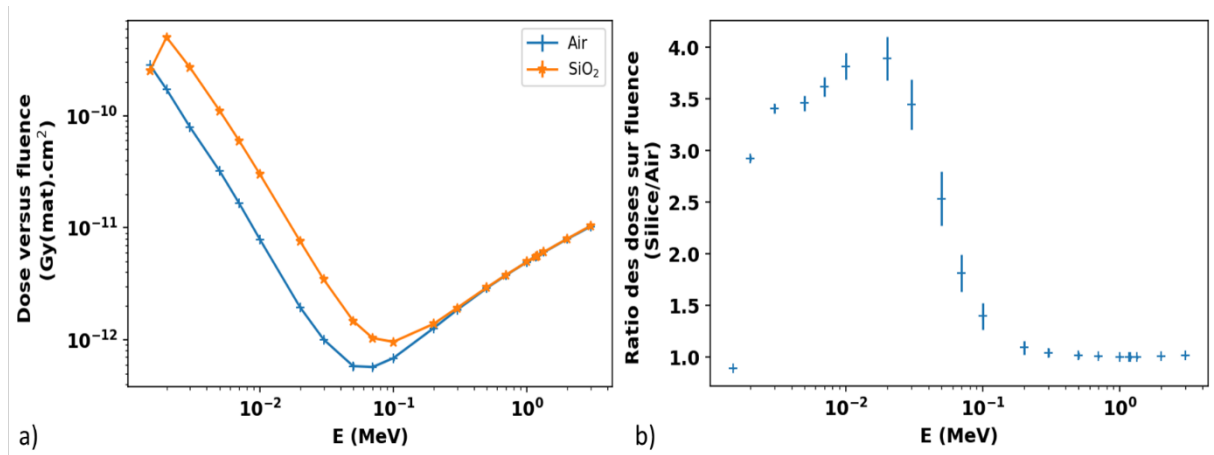 Dose versus fluence
(Gy(mat).cm²)
10⁻¹⁰
10⁻¹¹
10⁻¹²
Air
SiO₂
10⁻²
10⁻¹
10⁰
E (MeV)
a)
Ratio des doses sur fluence
(Silice/Air)
4.0
3.5
3.0
2.5
2.0
1.5
1.0
10⁻²
10⁻¹
10⁰
E (MeV)
b)